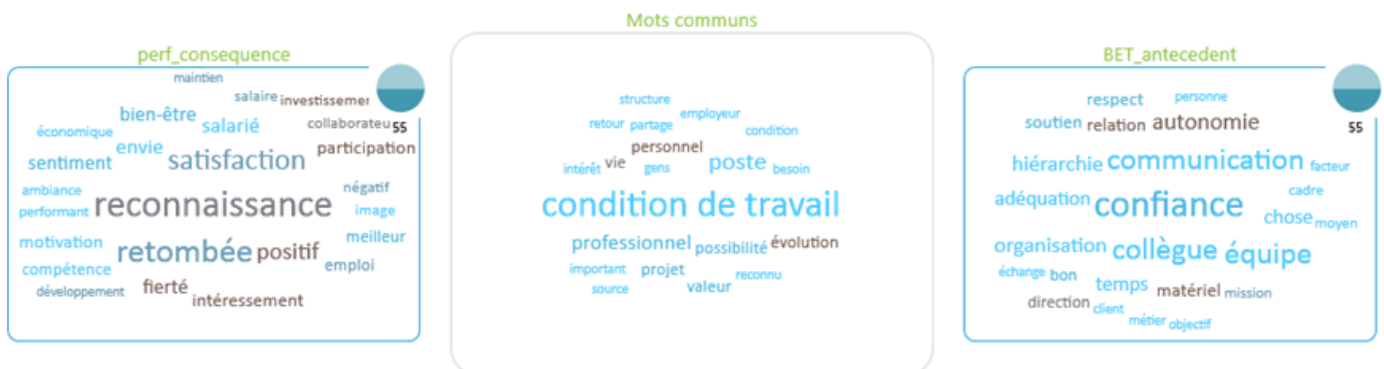 Mots communs
perf_consequence
maintien
salaire investissemer
bien-être
salarié
collaborateu 55
économique
envie
participation
sentiment
satisfaction
ambiance
négatif
performant
reconnaissance
image
motivation
retombée positif
meilleur
compétence
emploi
développement
fierté
intéressement
structure
employeur
retour partage
condition
personnel
intérêt vie gens poste besoin
condition de travail
professionnel possibilité évolution
important projet reconnu
source valeur
BET_antecedent
respect personne
soutien relation autonomie
55
hiérarchie communication facteur
cadre
adéquation confiance
chose moyen
organisation collègue équipe
échange bon
temps matériel mission
direction client
métier objectif